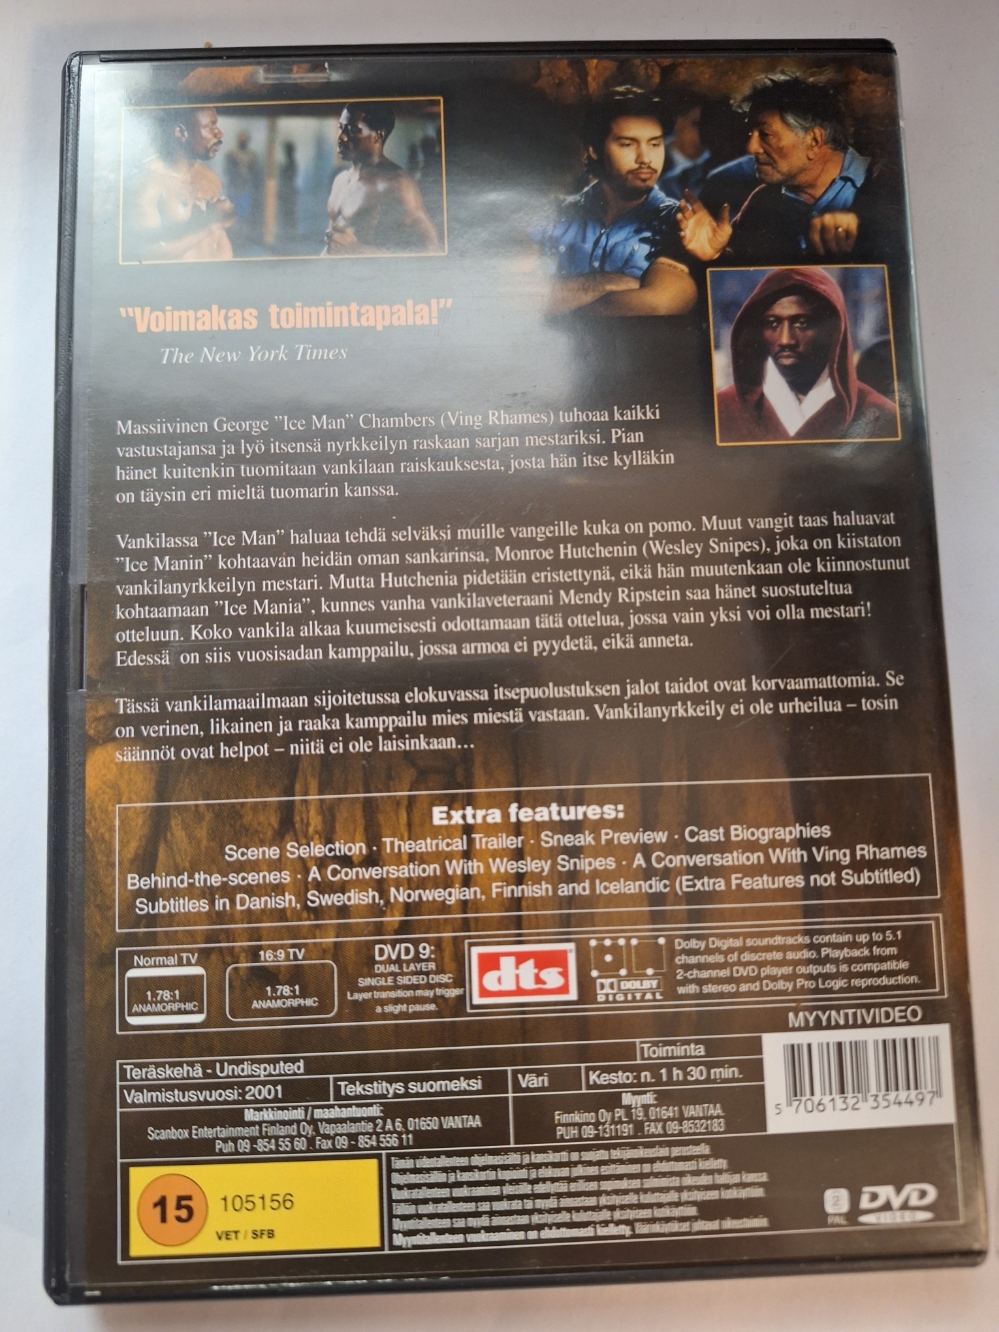 "Voimakas toimintapala!"
The New York Times
Massiivinen George "Ice Man" Chambers (Ving Rhames) tuhoaa kaikki
vastustajansa ja lyö itsensä nyrkkeilyn raskaan sarjan mestariksi. Pian
hänet kuitenkin tuomitaan vankilaan raiskauksesta, josta hän itse kylläkin
on täysin eri mieltä tuomarin kanssa.
Vankilassa "Ice Man" haluaa tehdä selväksi muille vangeille kuka on pomo. Muut vangit taas haluavat
"Ice Manin" kohtaavan heidän oman sankarinsa, Monroe Hutchenin (Wesley Snipes), joka on kiistaton
vankilanyrkkeilyn mestari. Mutta Hutchenia pidetään eristettynä, eikä hän muutenkaan ole kiinnostunut
kohtaamaan "Ice Mania", kunnes vanha vankilaveteraani Mendy Ripstein saa hänet suostuteltua
otteluun. Koko vankila alkaa kuumeisesti odottamaan tätä ottelua, jossa vain yksi voi olla mestari!
Edessä on siis vuosisadan kamppailu, jossa armoa ei pyydetä, eikä anneta.
Tässä vankilamaailmaan sijoitetussa elokuvassa itsepuolustuksen jalot taidot ovat korvaamattomia. Se
on verinen, likainen ja raaka kamppailu mies miestä vastaan. Vankilanyrkkeily ei ole urheilua – tosin
säännöt ovat helpot – niitä ei ole laisinkaan...
Extra features:
Scene Selection · Theatrical Trailer · Sneak Preview · Cast Biographies
Behind-the-scenes · A Conversation With Wesley Snipes · A Conversation With Ving Rhames
Subtitles in Danish, Swedish, Norwegian, Finnish and Icelandic (Extra Features not Subtitled)
Normal TV
1.78:1
ANAMORPHIC
16:9 TV
1.78:1
ANAMORPHIC
DVD 9:
DUAL LAYER
SINGLE SIDED DISC
Layer transition may trigger
a slight pause.
dts
DOLBY
DIGITAL
Dolby Digital soundtracks contain up to 5.1
channels of discrete audio. Playback from
2-channel DVD player outputs is compatible
with stereo and Dolby Pro Logic reproduction.
MYYNTIVIDEO
Teräskehä - Undisputed
Toiminta
Valmistusvuosi: 2001
Tekstitys suomeksi
Väri
Kesto: n. 1 h 30 min.
Markkinointi / maahantuonti:
Scanbox Entertainment Finland Oy. Vapaalantie 2 A 6, 01650 VANTAA
Puh 09 -854 55 60 . Fax 09 - 854 556 11
Myynti:
Finnkino Oy PL 19, 01641 VANTAA.
PUH 09-131191 . FAX 09-8532183
5 706132 354497
15
105156
VET / SFB
Tämän videotallenteen ohjelmasisältö ja kansikortti on suojattu tekijänoikeuslain perusteella.
Myyntitallenteen vuokraaminen on ehdottomasti kielletty.
2
PAL
DVD
VIDEO